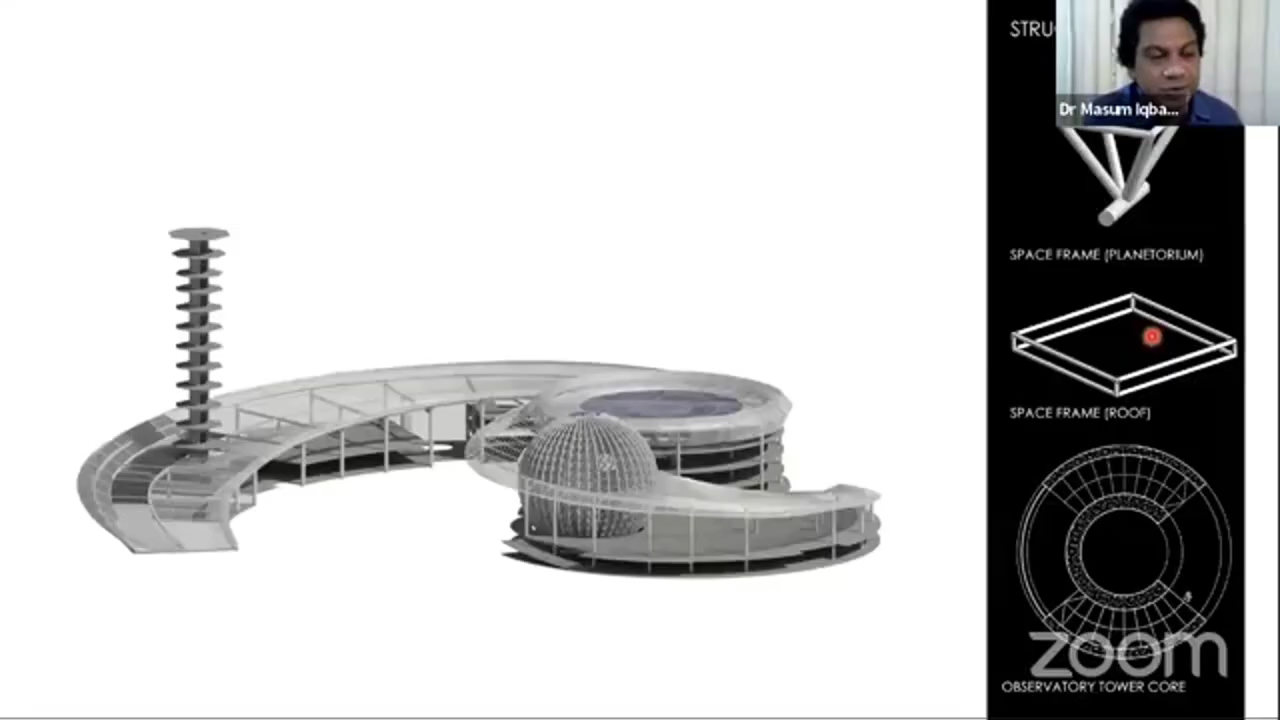 STRU
Dr Masum Iqba...
SPACE FRAME (PLANETORIUM)
SPACE FRAME (ROOF)
zoom
OBSERVATORY TOWER CORE